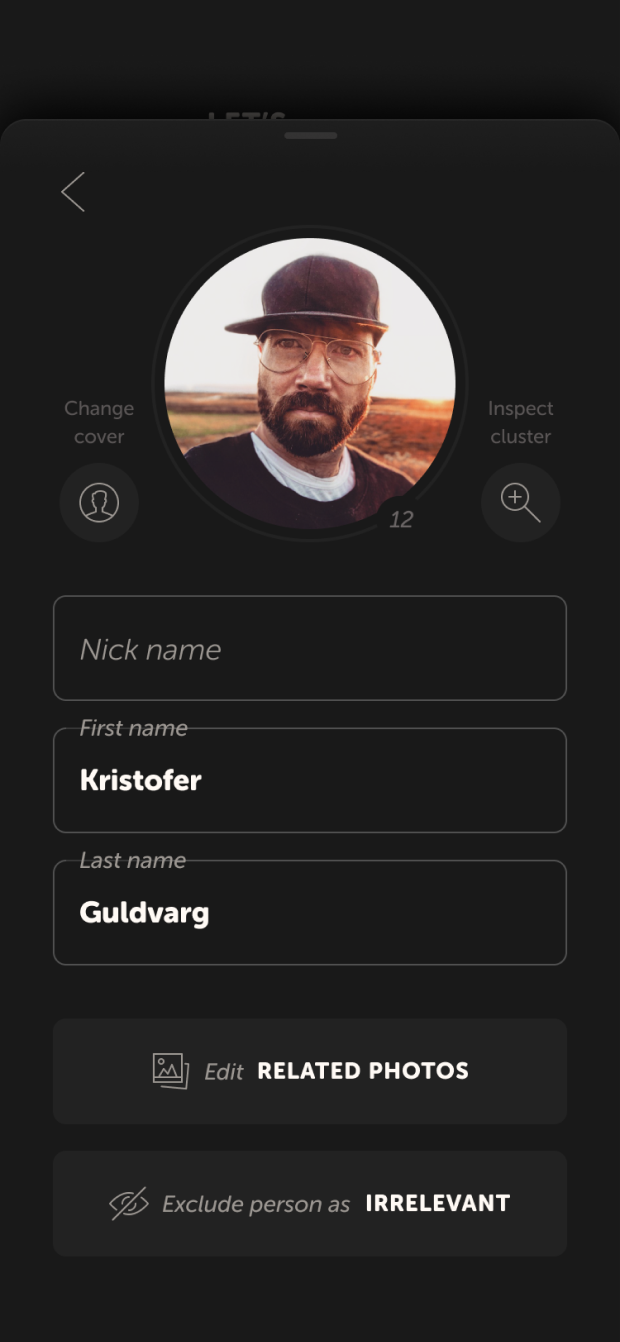 LET'S
Change
cover
Inspect
cluster
12
Nick name
First name
Kristofer
Last name
Guldvarg
Edit RELATED PHOTOS
Exclude person as IRRELEVANT